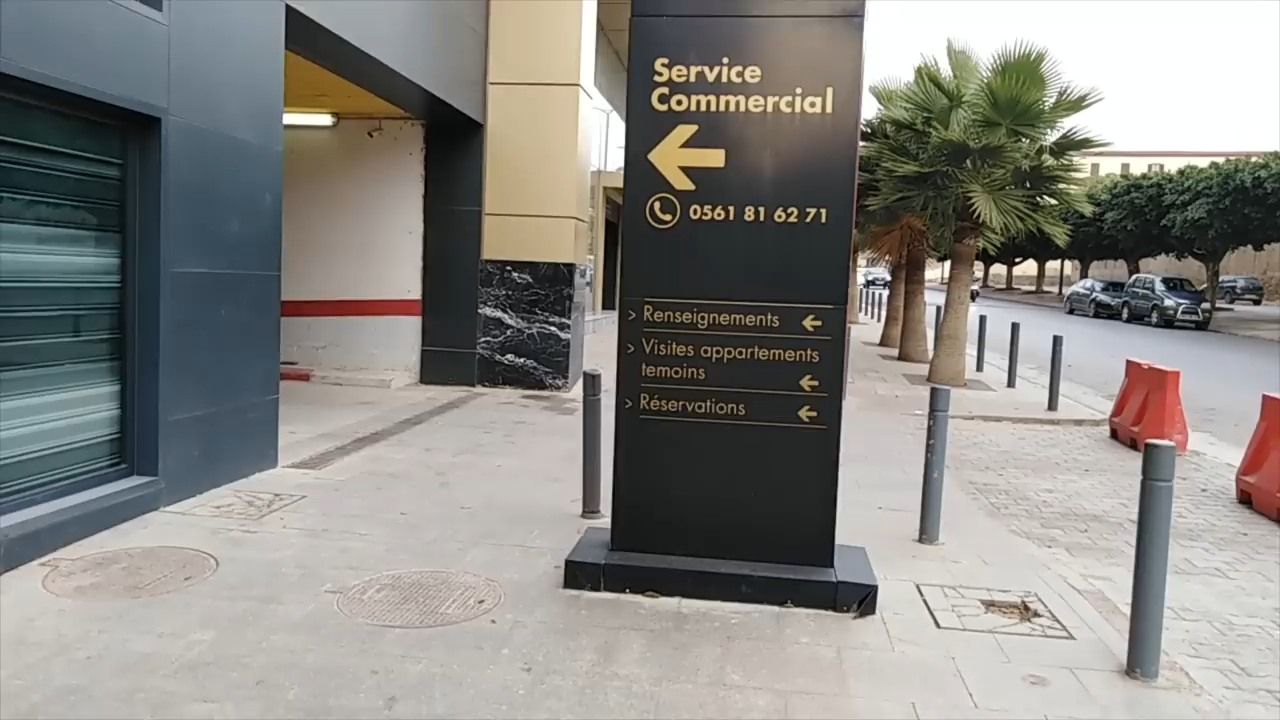 Service
Commercial
0561 81 62 71
> Renseignements
> Visites appartements
temoins
> Réservations